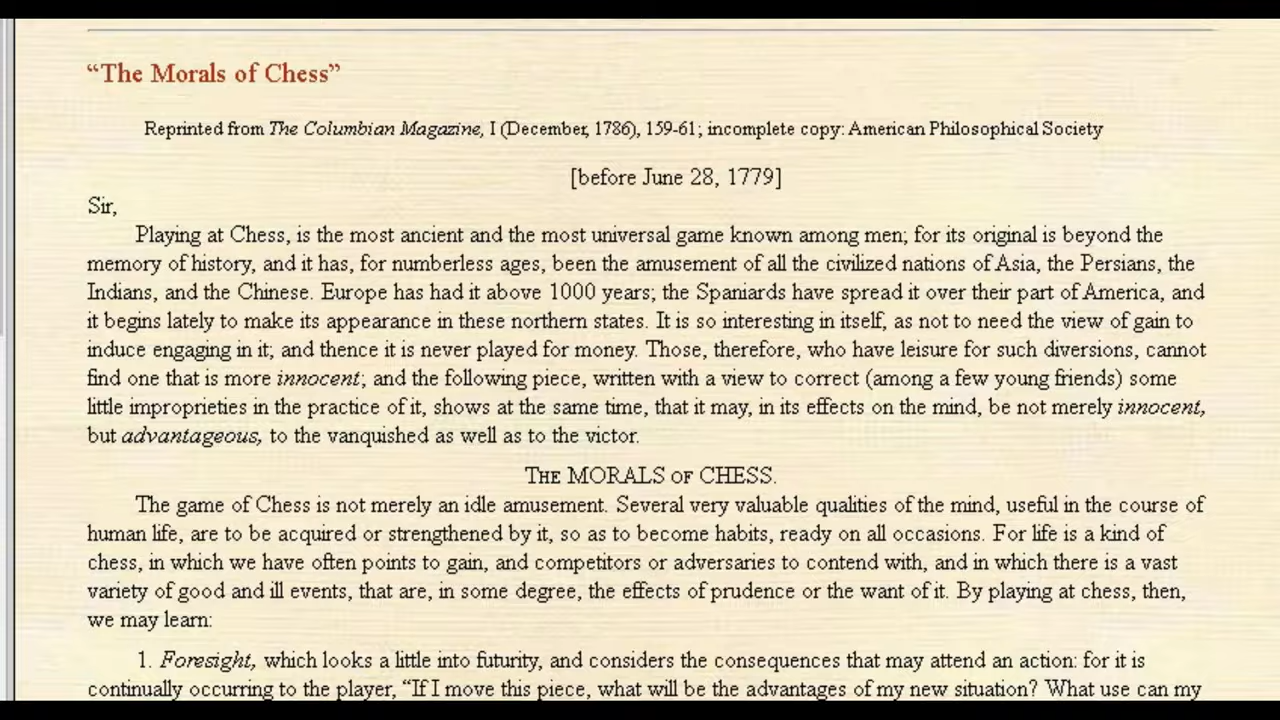 “The Morals of Chess”
Reprinted from The Columbian Magazine, I (December, 1786), 159-61; incomplete copy: American Philosophical Society
[before June 28, 1779]
Sir,
Playing at Chess, is the most ancient and the most universal game known among men; for its original is beyond the
memory of history, and it has, for numberless ages, been the amusement of all the civilized nations of Asia, the Persians, the
Indians, and the Chinese. Europe has had it above 1000 years; the Spaniards have spread it over their part of America, and
it begins lately to make its appearance in these northern states. It is so interesting in itself, as not to need the view of gain to
induce engaging in it; and thence it is never played for money. Those, therefore, who have leisure for such diversions, cannot
find one that is more innocent; and the following piece, written with a view to correct (among a few young friends) some
little improprieties in the practice of it, shows at the same time, that it may, in its effects on the mind, be not merely innocent,
but advantageous, to the vanquished as well as to the victor.
THE MORALS OF CHESS.
The game of Chess is not merely an idle amusement. Several very valuable qualities of the mind, useful in the course of
human life, are to be acquired or strengthened by it, so as to become habits, ready on all occasions. For life is a kind of
chess, in which we have often points to gain, and competitors or adversaries to contend with, and in which there is a vast
variety of good and ill events, that are, in some degree, the effects of prudence or the want of it. By playing at chess, then,
we may learn:
1. Foresight, which looks a little into futurity, and considers the consequences that may attend an action: for it is
continually occurring to the player, “If I move this piece, what will be the advantages of my new situation? What use can my